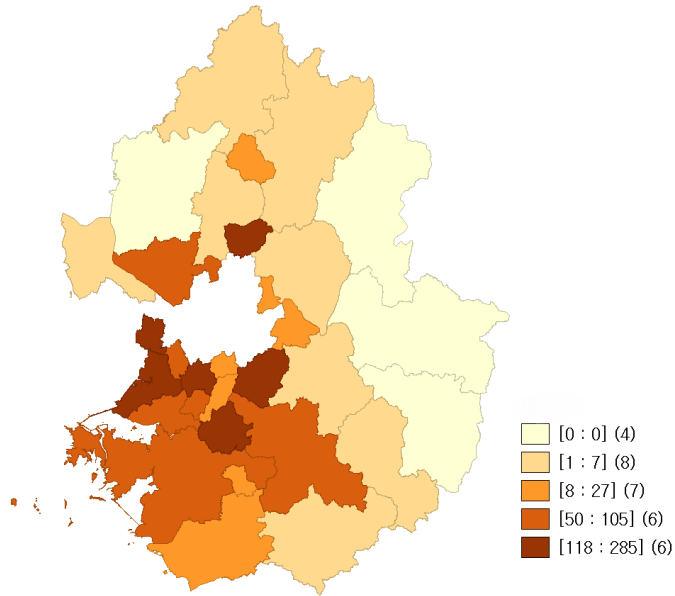 [0 : 0] (4)
[1 : 7] (8)
[8 : 27] (7)
[50 : 105] (6)
[118 : 285] (6)